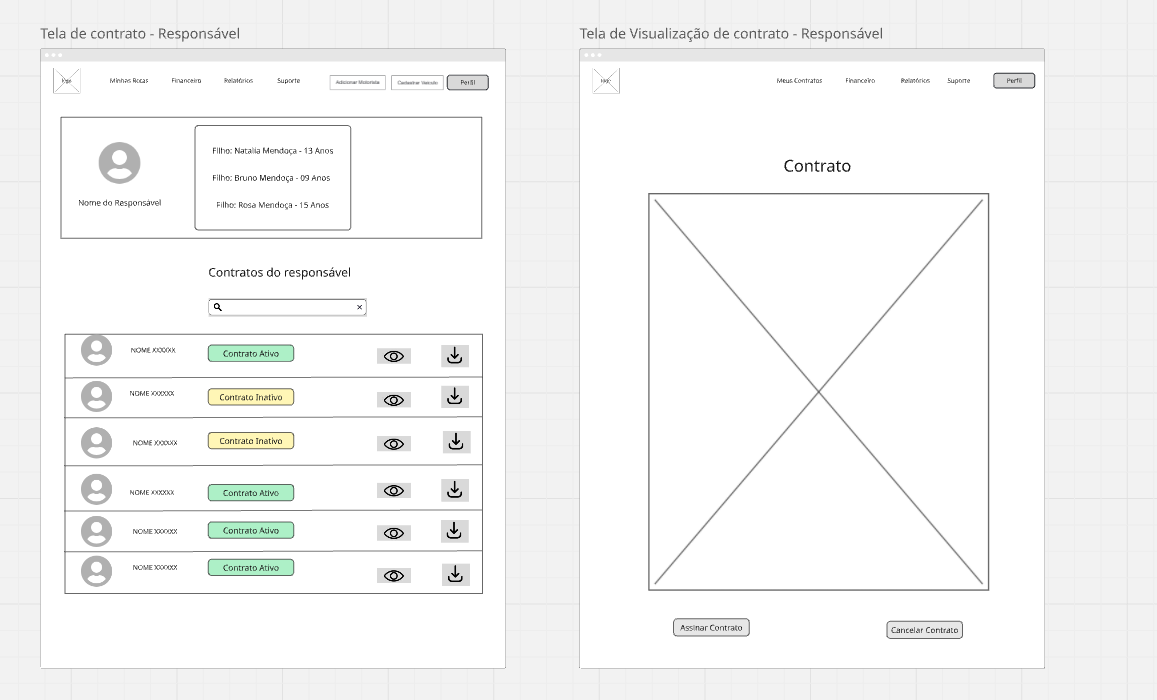 Tela de contrato - Responsável
Minhas Rotas Financeiro Relatórios Suporte Adicionar Motorista Cadastrar Veículo Perfil
Filho: Natalia Mendoça - 13 Anos
Filho: Bruno Mendoça - 09 Anos
Filho: Rosa Mendoça - 15 Anos
Nome do Responsável
Contratos do responsável
NOME XXXXXX Contrato Ativo
NOME XXXXXX Contrato Inativo
NOME XXXXXX Contrato Inativo
NOME XXXXXX Contrato Ativo
NOME XXXXXX Contrato Ativo
NOME XXXXXX Contrato Ativo
Tela de Visualização de contrato - Responsável
Meus Contratos Financeiro Relatórios Suporte Perfil
Contrato
Assinar Contrato Cancelar Contrato